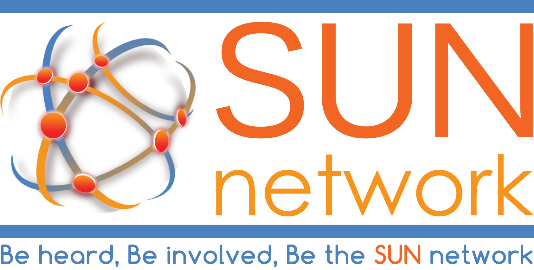 SUN
network
Be heard, Be involved, Be the SUN network